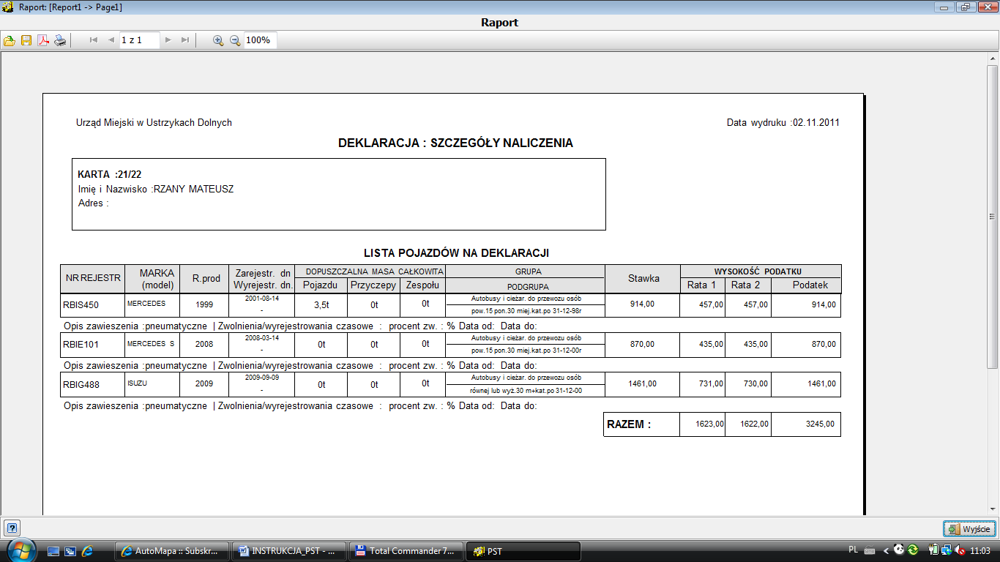 Raport: [Report1 -> Page1]
Raport
1 z 1
100%
Urząd Miejski w Ustrzykach Dolnych
Data wydruku :02.11.2011
DEKLARACJA : SZCZEGÓŁY NALICZENIA
KARTA :21/22
Imię i Nazwisko :RZANY MATEUSZ
Adres :
LISTA POJAZDÓW NA DEKLARACJI
NR REJESTR MARKA (model) R.prod Zarejestr. dn Wyrejestr. dn. DOPUSZCZALNA MASA CAŁKOWITA GRUPA Stawka WYSOKOŚĆ PODATKU
Pojazdu Przyczepy Zespołu PODGRUPA Rata 1 Rata 2 Podatek
RBIS450 MERCEDES 1999 2001-08-14 - 3,5t 0t 0t Autobusy i cieżar. do przewozu osób 914,00 457,00 457,00 914,00
pow.15 pon.30 miej.kat.po 31-12-98r
Opis zawieszenia :pneumatyczne | Zwolnienia/wyrejestrowania czasowe : procent zw. : % Data od: Data do:
RBIE101 MERCEDES S 2008 2008-03-14 - 0t 0t 0t Autobusy i cieżar. do przewozu osób 870,00 435,00 435,00 870,00
pow.15 pon.30 miej.kat.po 31-12-00r
Opis zawieszenia :pneumatyczne | Zwolnienia/wyrejestrowania czasowe : procent zw. : % Data od: Data do:
RBIG488 ISUZU 2009 2009-09-09 - 0t 0t 0t Autobusy i cieżar. do przewozu osób 1461,00 731,00 730,00 1461,00
równej lub wyż.30 m+kat.po 31-12-00
Opis zawieszenia :pneumatyczne | Zwolnienia/wyrejestrowania czasowe : procent zw. : % Data od: Data do:
RAZEM : 1623,00 1622,00 3245,00
Wyjście
AutoMapa :: Subskr... INSTRUKCJA_PST - ... Total Commander 7... PST PL 11:03